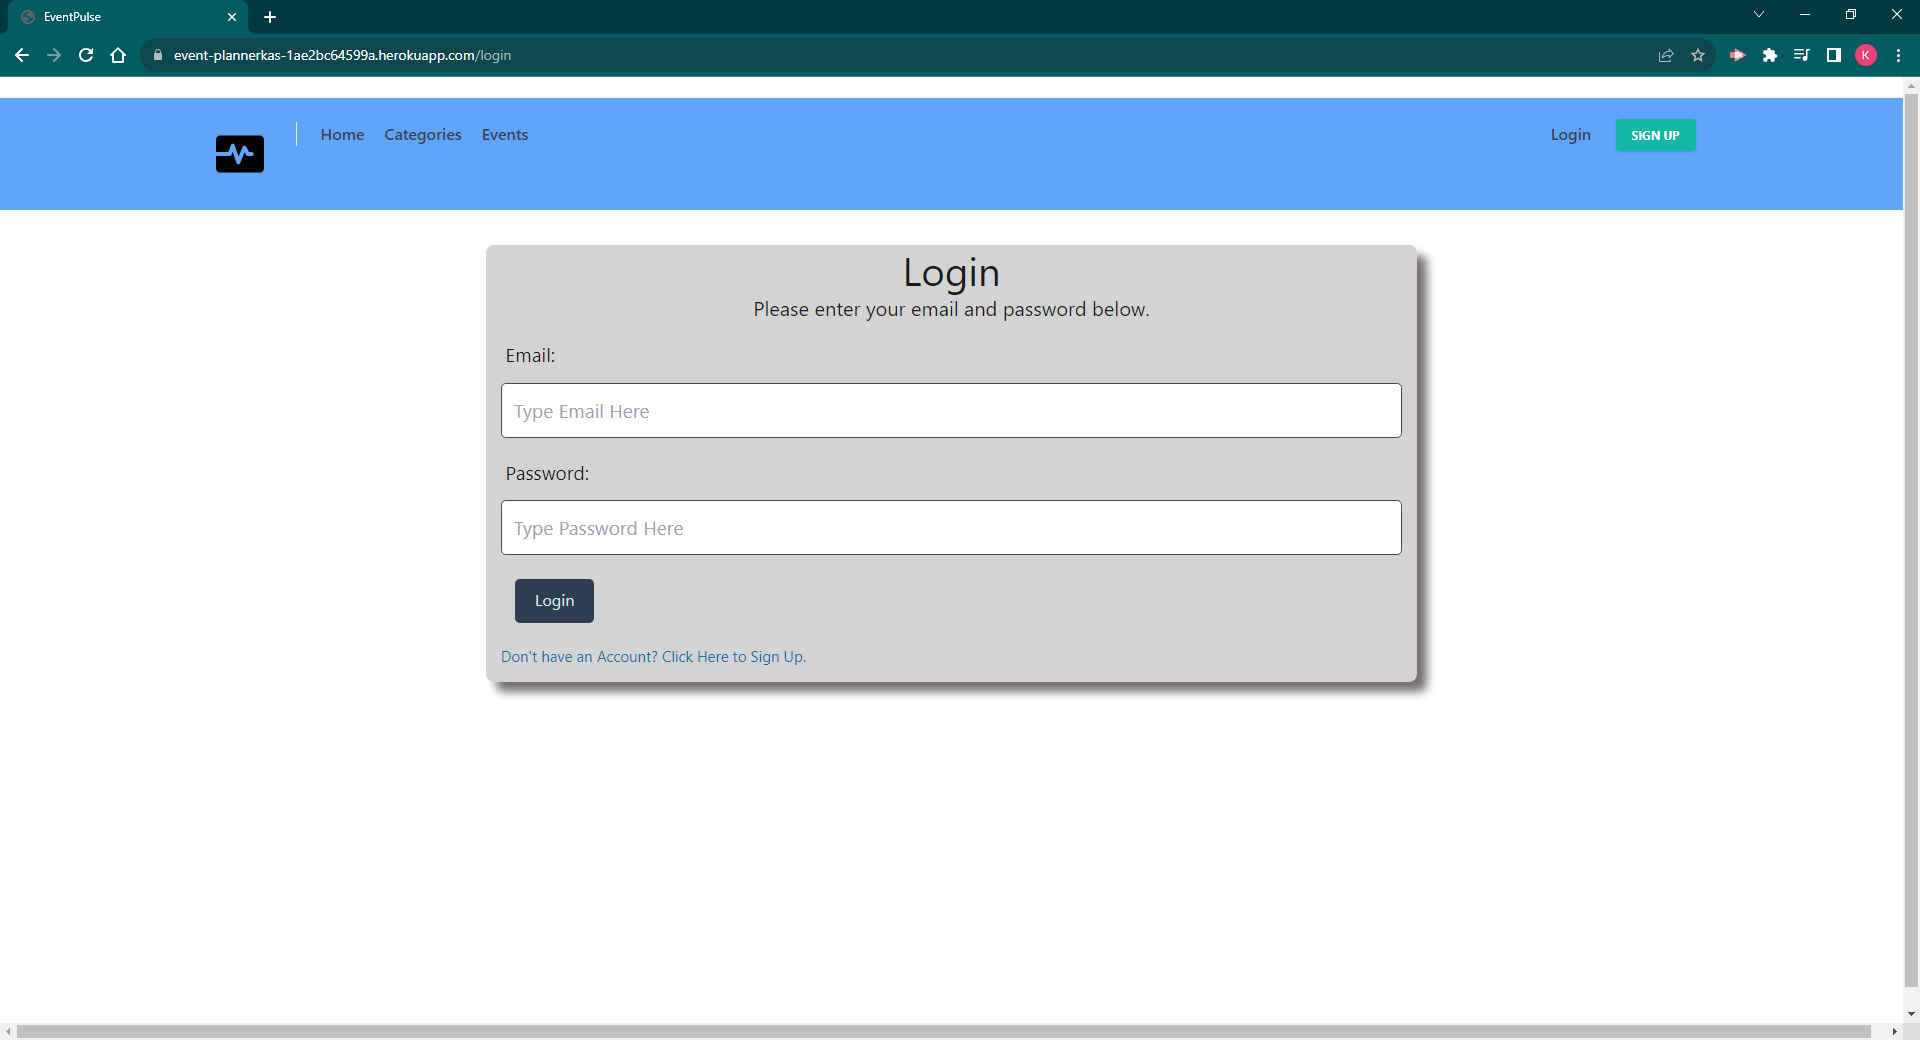 EventPulse
event-plannerkas-1ae2bc64599a.herokuapp.com/login
K
Home Categories Events Login SIGN UP
Login
Please enter your email and password below.
Email:
Type Email Here
Password:
Type Password Here
Login
Don't have an Account? Click Here to Sign Up.